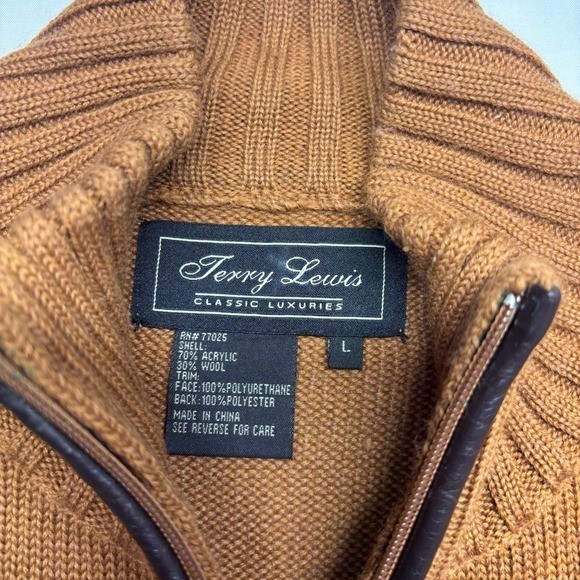 Terry Lewis
CLASSIC LUXURIES
L
RN# 77025
SHELL:
70% ACRYLIC
30% WOOL
TRIM:
FACE:100%POLYURETHANE
BACK:100%POLYESTER
MADE IN CHINA
SEE REVERSE FOR CARE